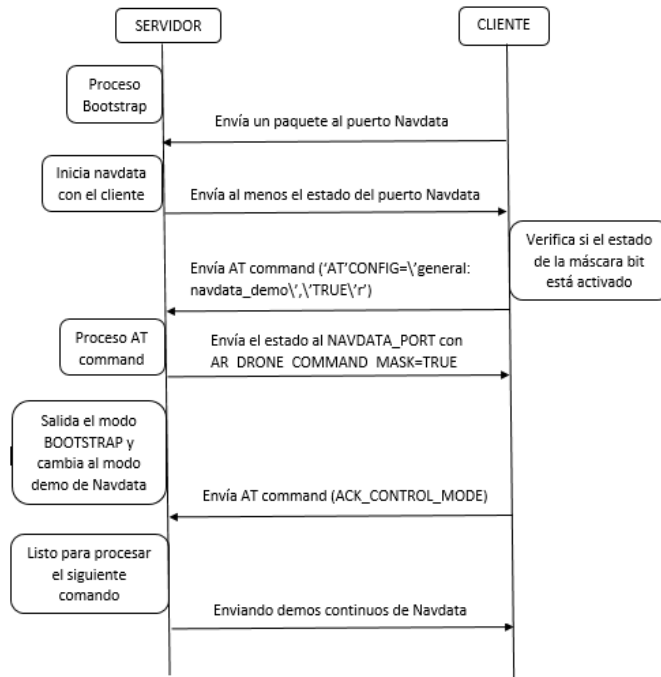 SERVIDOR
CLIENTE
Proceso
Bootstrap
Envía un paquete al puerto Navdata
Inicia navdata
con el cliente
Envía al menos el estado del puerto Navdata
Verifica si el estado
de la máscara bit
está activado
Envía AT command ('AT'CONFIG=\'general:
navdata_demo\',\'TRUE\'r')
Proceso AT
command
Envía el estado al NAVDATA_PORT con
AR_DRONE_COMMAND_MASK=TRUE
Salida el modo
BOOTSTRAP y
cambia al modo
demo de Navdata
Envía AT command (ACK_CONTROL_MODE)
Listo para procesar
el siguiente
comando
Enviando demos continuos de Navdata